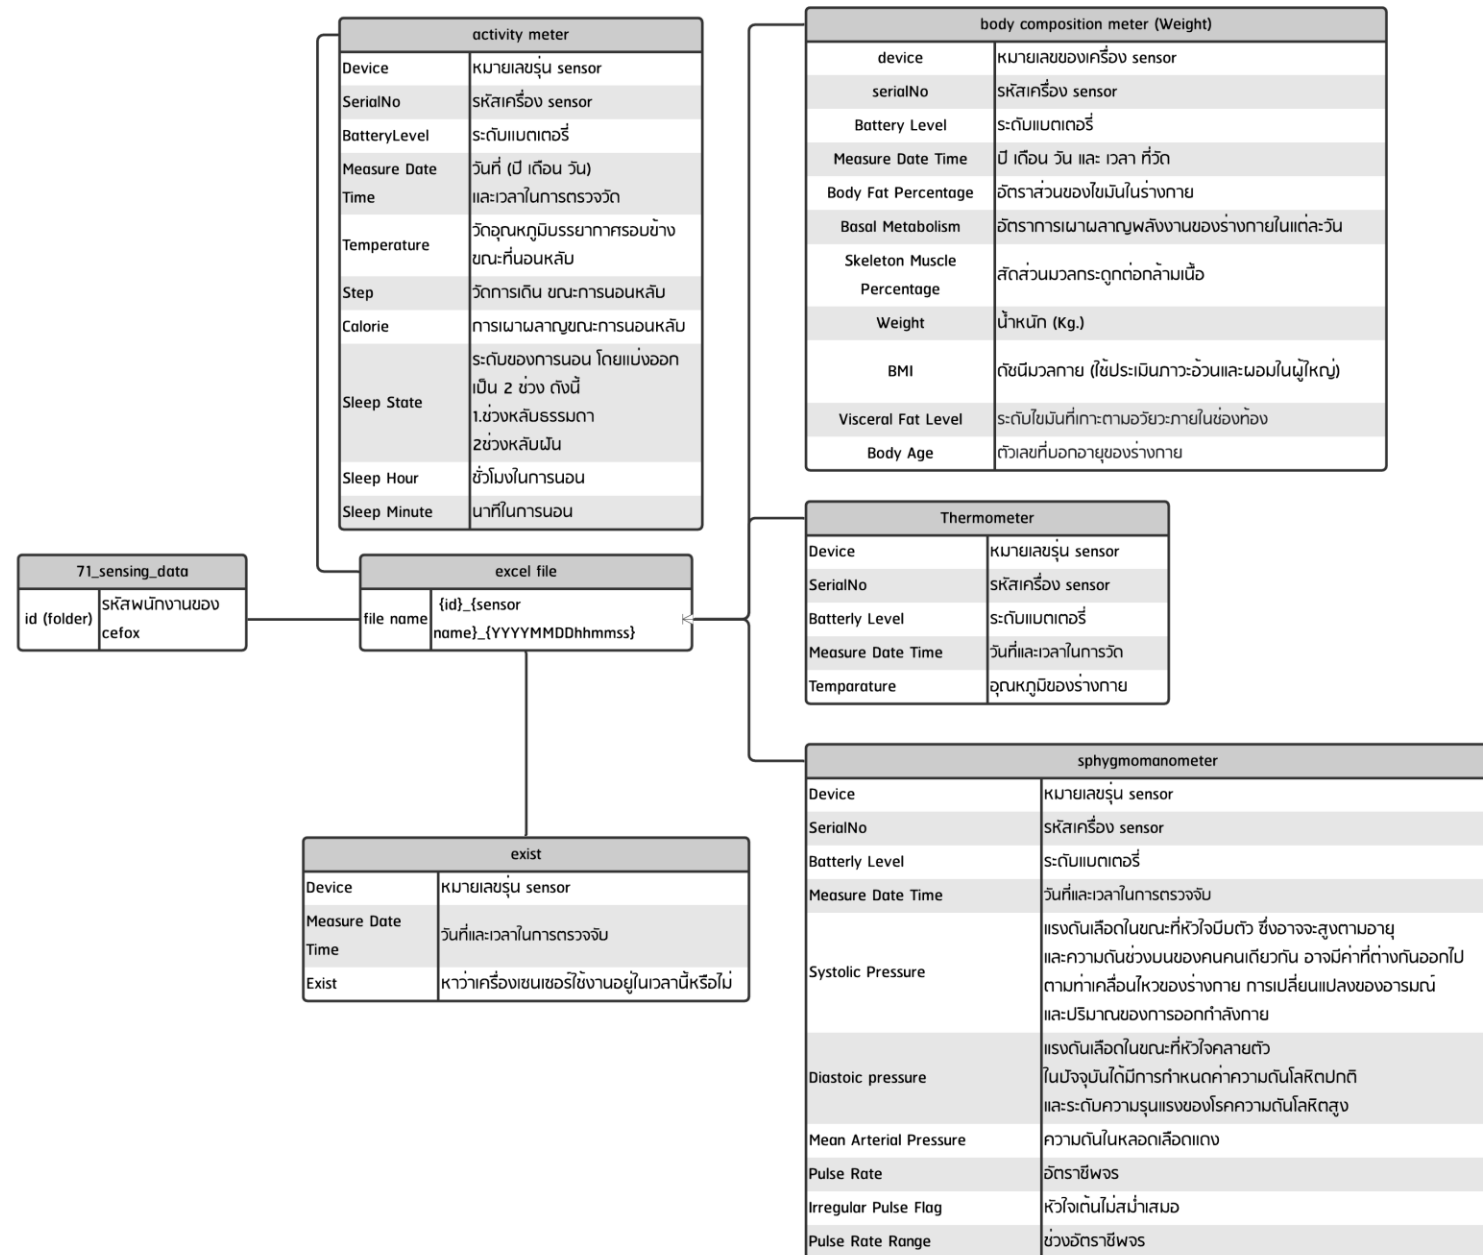 activity meter
Device หมายเลขรุ่น sensor
SerialNo รหัสเครื่อง sensor
BatteryLevel ระดับแบตเตอรี่
Measure Date
Time
วันที่ (ปี เดือน วัน)
และเวลาในการตรวจวัด
Temperature
วัดอุณหภูมิบรรยากาศรอบข้าง
ขณะที่นอนหลับ
Step วัดการเดิน ขณะการนอนหลับ
Calorie การเผาผลาญขณะการนอนหลับ
Sleep State
ระดับของการนอน โดยแบ่งออก
เป็น 2 ช่วง ดังนี้
1.ช่วงหลับธรรมดา
2ช่วงหลับฝัน
Sleep Hour ชั่วโมงในการนอน
Sleep Minute นาทีในการนอน
body composition meter (Weight)
device หมายเลขของเครื่อง sensor
serialNo รหัสเครื่อง sensor
Battery Level ระดับแบตเตอรี่
Measure Date Time ปี เดือน วัน และ เวลา ที่วัด
Body Fat Percentage อัตราส่วนของไขมันในร่างกาย
Basal Metabolism อัตราการเผาผลาญพลังงานของร่างกายในแต่ละวัน
Skeleton Muscle
Percentage
สัดส่วนมวลกระดูกต่อกล้ามเนื้อ
Weight น้ำหนัก (Kg.)
BMI ดัชนีมวลกาย (ใช้ประเมินภาวะอ้วนและผอมในผู้ใหญ่)
Visceral Fat Level ระดับไขมันที่เกาะตามอวัยวะภายในช่องท้อง
Body Age ตัวเลขที่บอกอายุของร่างกาย
Thermometer
Device หมายเลขรุ่น sensor
SerialNo รหัสเครื่อง sensor
Batterly Level ระดับแบตเตอรี่
Measure Date Time วันที่และเวลาในการวัด
Temparature อุณหภูมิของร่างกาย
71_sensing_data
id (folder)
รหัสพนักงานของ
cefox
excel file
file name
{id}_{sensor
name}_{YYYYMMDDhhmmss}
exist
Device หมายเลขรุ่น sensor
Measure Date
Time
วันที่และเวลาในการตรวจจับ
Exist หาว่าเครื่องเซนเซอร์ใช้งานอยู่ในเวลานี้หรือไม่
sphygmomanometer
Device หมายเลขรุ่น sensor
SerialNo รหัสเครื่อง sensor
Batterly Level ระดับแบตเตอรี่
Measure Date Time วันที่และเวลาในการตรวจจับ
Systolic Pressure
แรงดันเลือดในขณะที่หัวใจบีบตัว ซึ่งอาจจะสูงตามอายุ
และความดันช่วงบนของคนคนเดียวกัน อาจมีค่าที่ต่างกันออกไป
ตามท่าเคลื่อนไหวของร่างกาย การเปลี่ยนแปลงของอารมณ์
และปริมาณของการออกกำลังกาย
Diastoic pressure
แรงดันเลือดในขณะที่หัวใจคลายตัว
ในปัจจุบันได้มีการกำหนดค่าความดันโลหิตปกติ
และระดับความรุนแรงของโรคความดันโลหิตสูง
Mean Arterial Pressure ความดันในหลอดเลือดแดง
Pulse Rate อัตราชีพจร
Irregular Pulse Flag หัวใจเต้นไม่สม่ำเสมอ
Pulse Rate Range ช่วงอัตราชีพจร